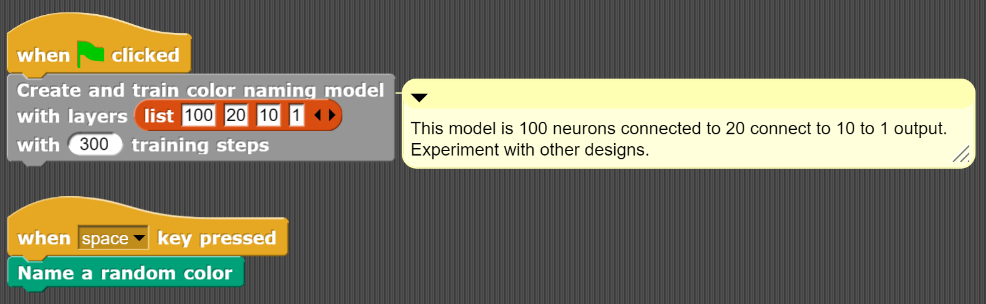 when clicked
Create and train color naming model
with layers list 100 20 10 1
with 300 training steps
This model is 100 neurons connected to 20 connect to 10 to 1 output.
Experiment with other designs.
when space key pressed
Name a random color